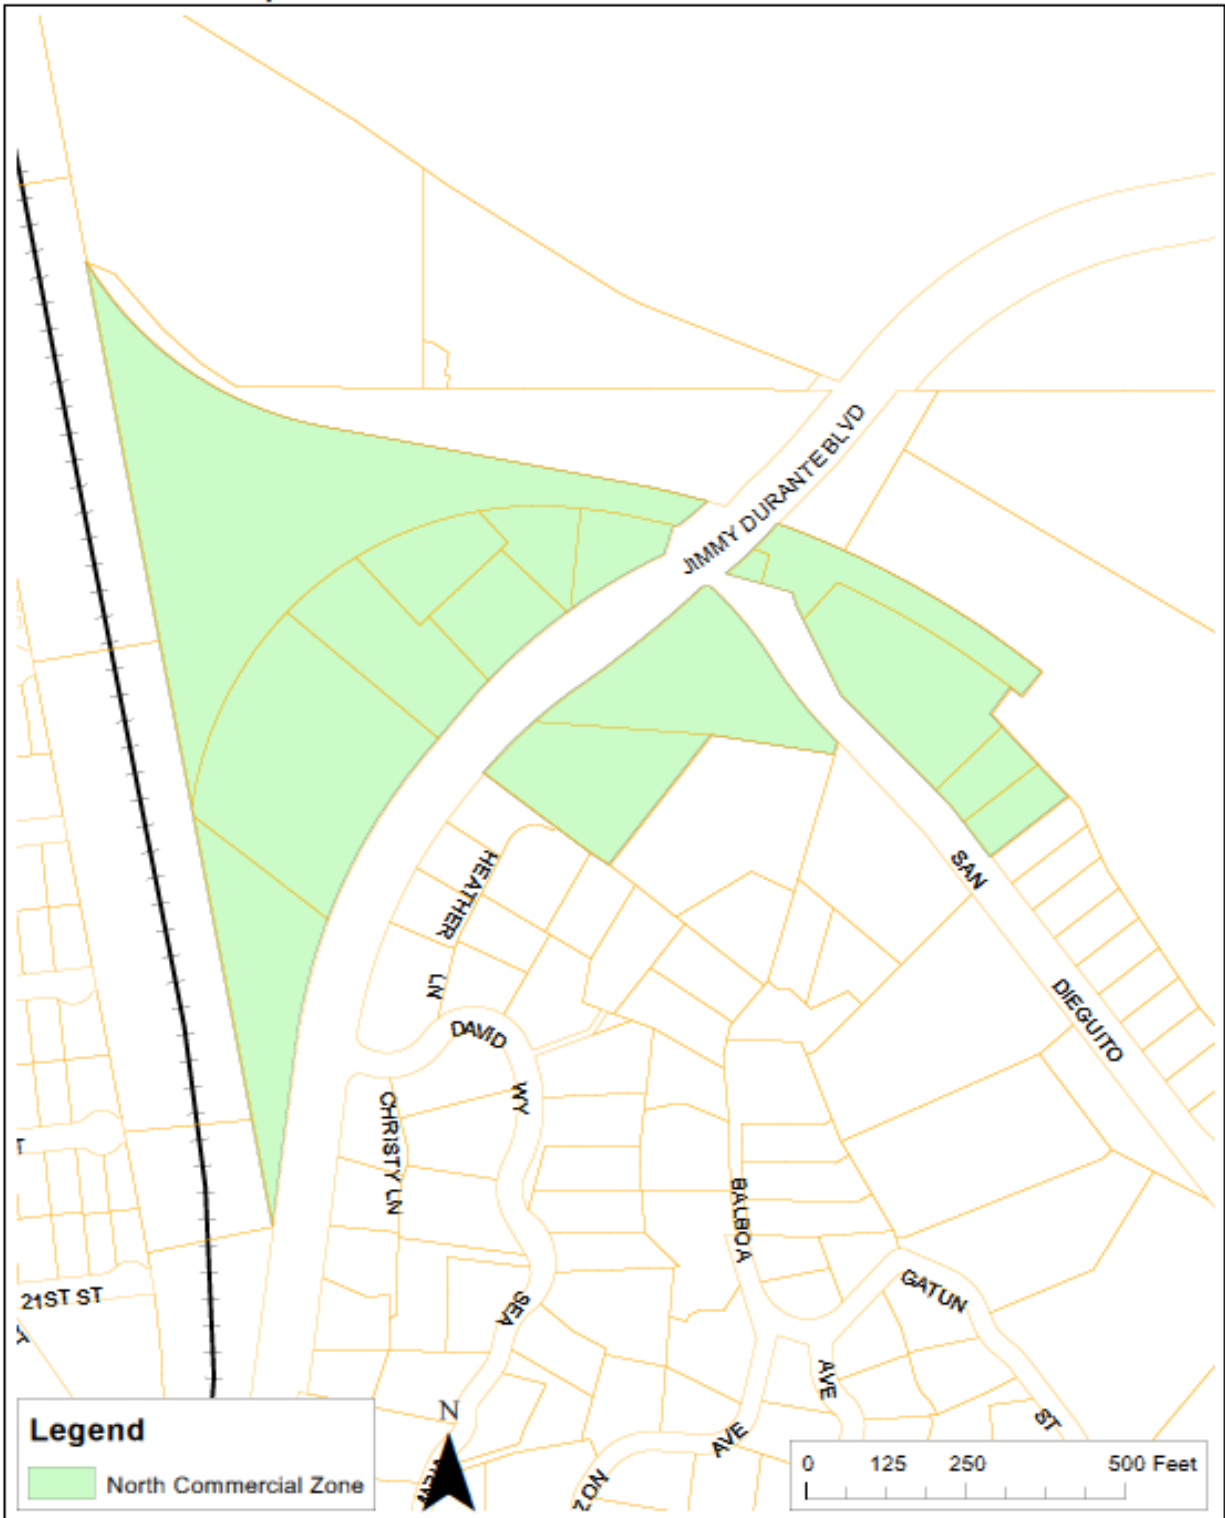 JIMMY DURANTE BLVD
HEATHER
LN
SAN
DIEGUITO
DAVID
WY
CHRISTY LN
BALBOA
GATUN
SEA
21ST ST
AVE
ST
AVE
N
Legend
North Commercial Zone
0 125 250 500 Feet